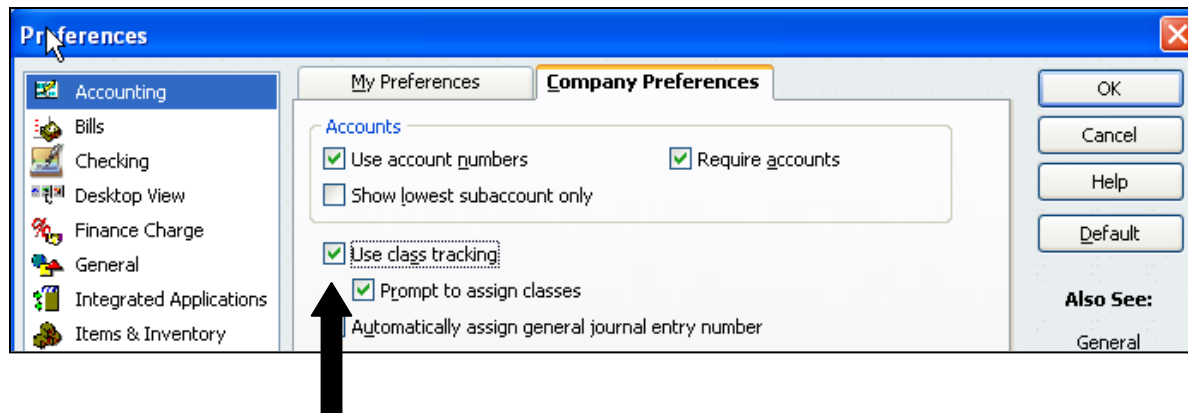 Preferences
Accounting
Bills
Checking
Desktop View
Finance Charge
General
Integrated Applications
Items & Inventory
My Preferences
Company Preferences
Accounts
Use account numbers
Require accounts
Show lowest subaccount only
Use class tracking
Prompt to assign classes
Automatically assign general journal entry number
OK
Cancel
Help
Default
Also See:
General